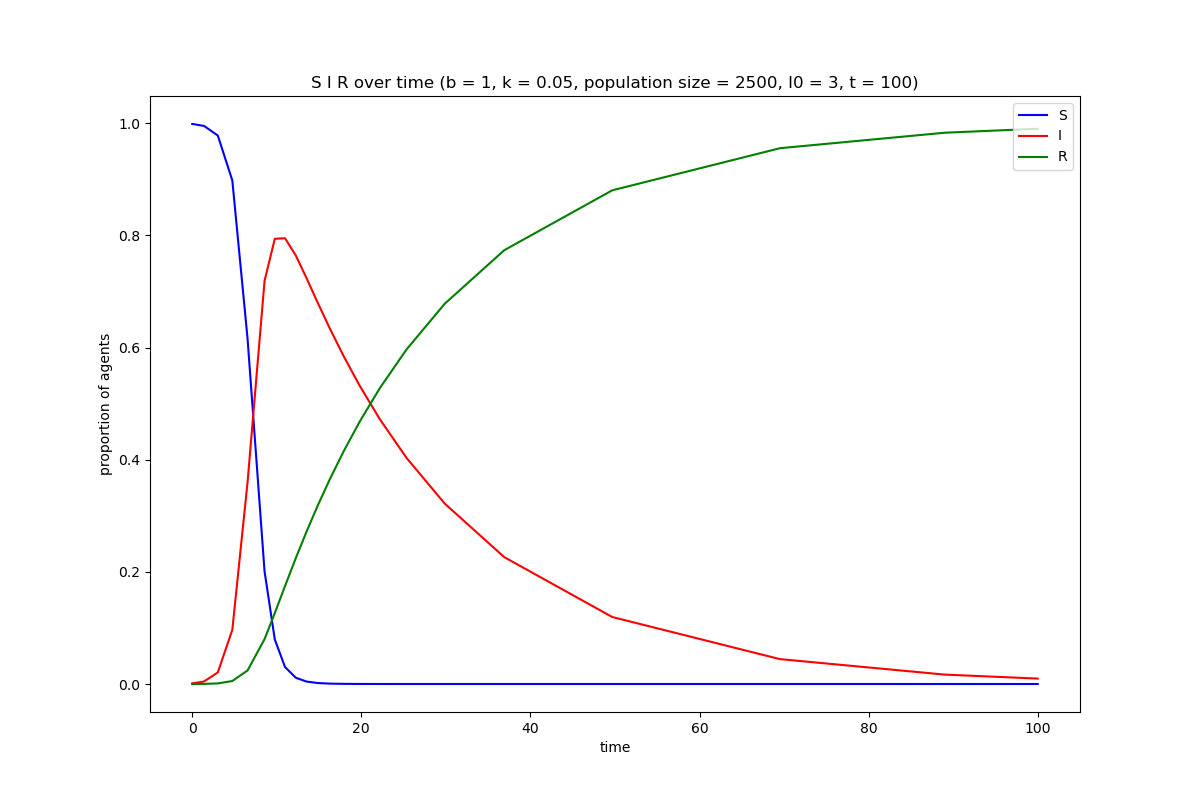 S I R over time (b = 1, k = 0.05, population size = 2500, I0 = 3, t = 100)
S
I
R
1.0
0.8
0.6
0.4
0.2
0.0
proportion of agents
0 20 40 60 80 100
time